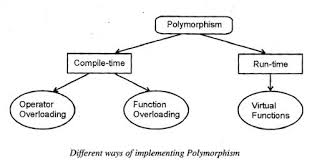 Polymorphism
Compile-time
Run-time
Operator
Overloading
Function
Overloading
Virtual
Functions
Different ways of implementing Polymorphism